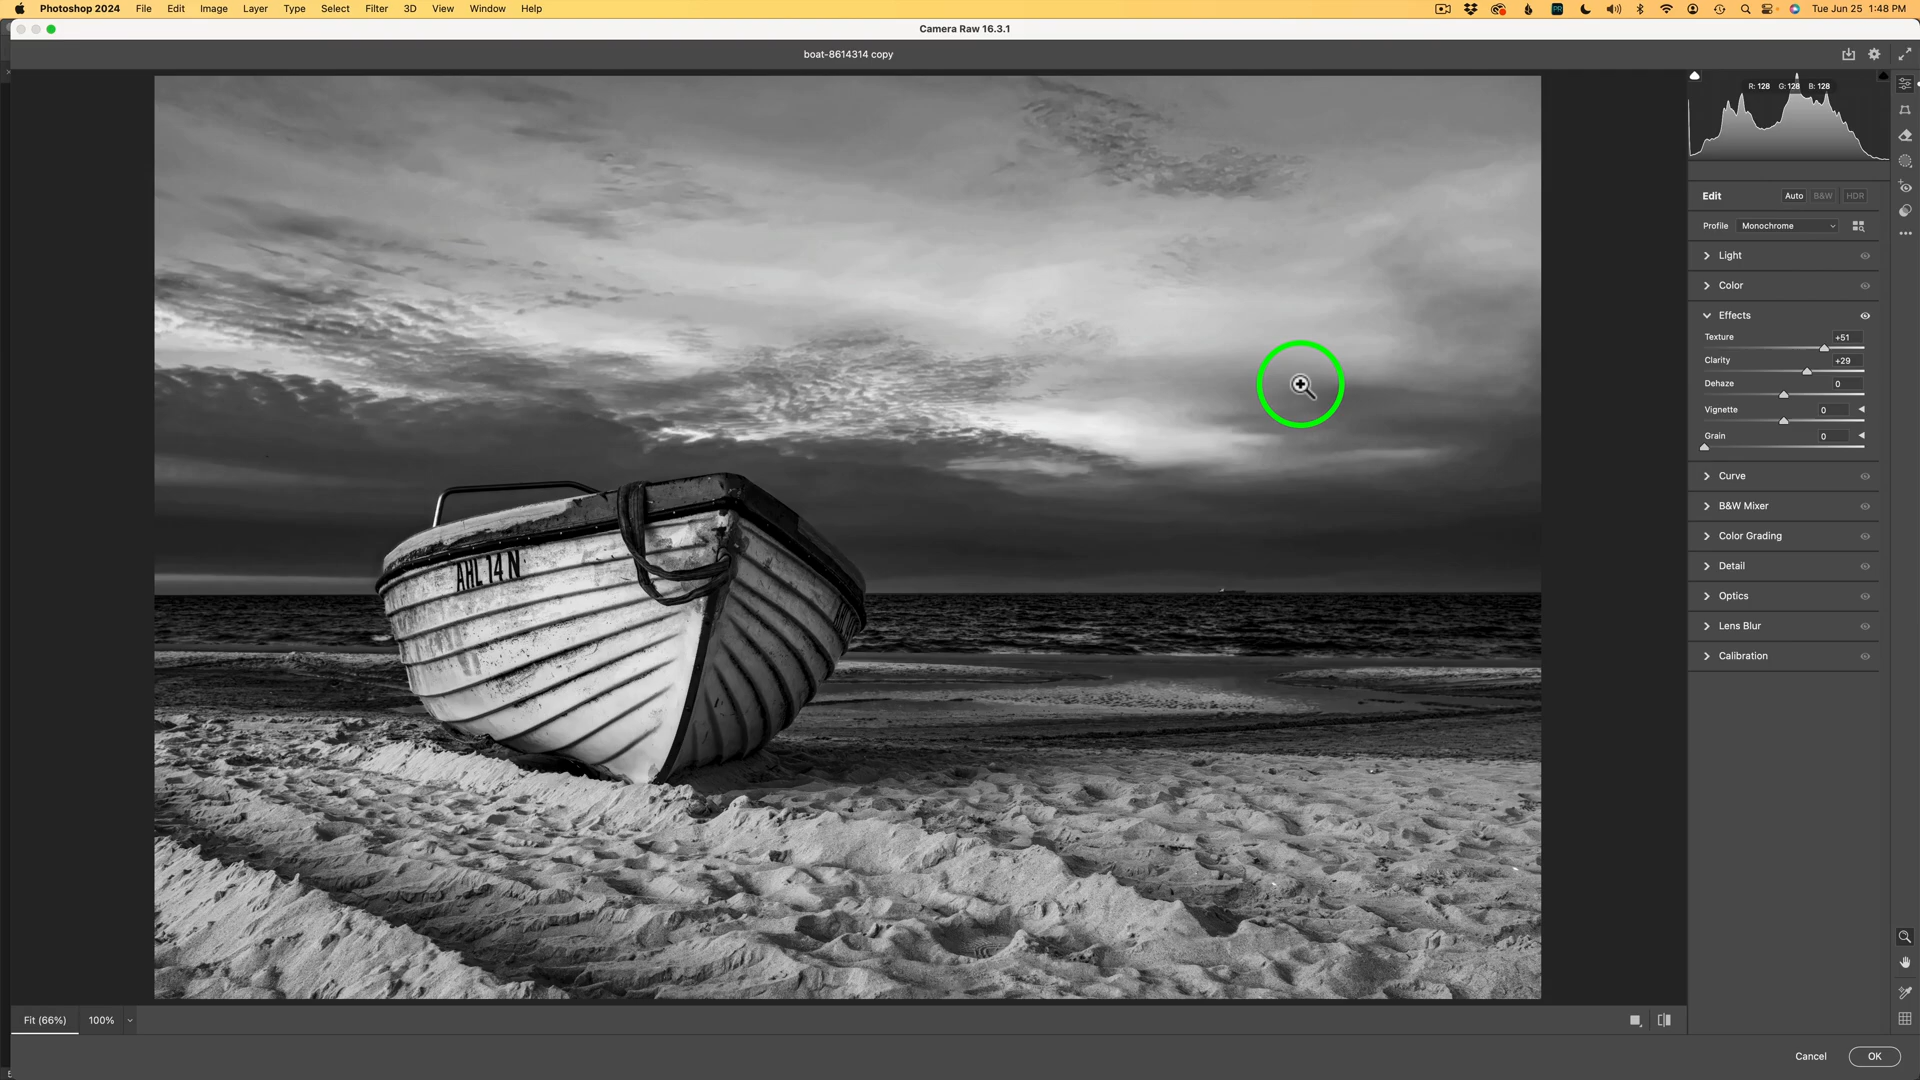 Photoshop 2024 File Edit Image Layer Type Select Filter 3D View Window Help Tue Jun 25 1:48 PM
Camera Raw 16.3.1
boat-8614314 copy
R: 128 G: 128 B: 128
Edit Auto B&W HDR
Profile Monochrome
Light
Color
Effects
Texture +51
Clarity +29
Dehaze 0
Vignette 0
Grain 0
Curve
B&W Mixer
Color Grading
Detail
Optics
Lens Blur
Calibration
AHL 14 N
Fit (66%) 100%
Cancel OK